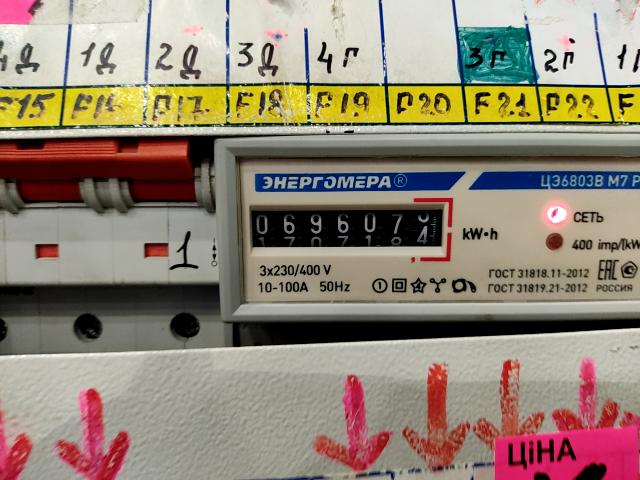 1Д 2Д 3Д 4Г 3Г 2Г
F15 F16 F17 F18 F19 F20 F21 F22 F
ЭНЕРГОМЕРА® ЦЭ6803В М7 Р
069607
kW•h
СЕТЬ
400 imp/(kW
3x230/400 V
10-100A 50Hz
ГОСТ 31818.11-2012
ГОСТ 31819.21-2012
EAC
РОССИЯ
1
ЦІНА